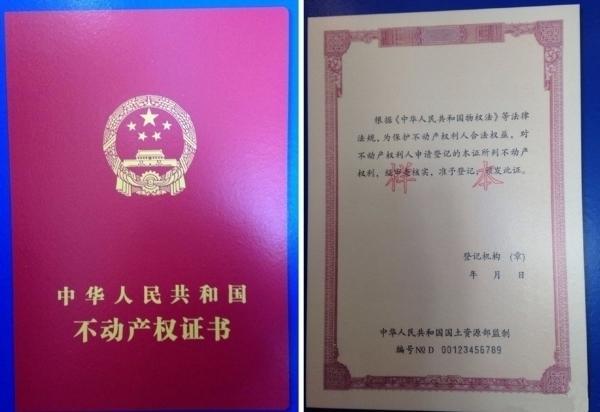 中华人民共和国
不动产权证书
根据《中华人民共和国物权法》等法律
法规，为保护不动产权利人合法权益，对
不动产权利人申请登记的本证所列不动产
权利，经审查核实，准予登记，颁发此证。
样本
登记机构（章）
年 月 日
中华人民共和国国土资源部监制
编号№ D 00123456789